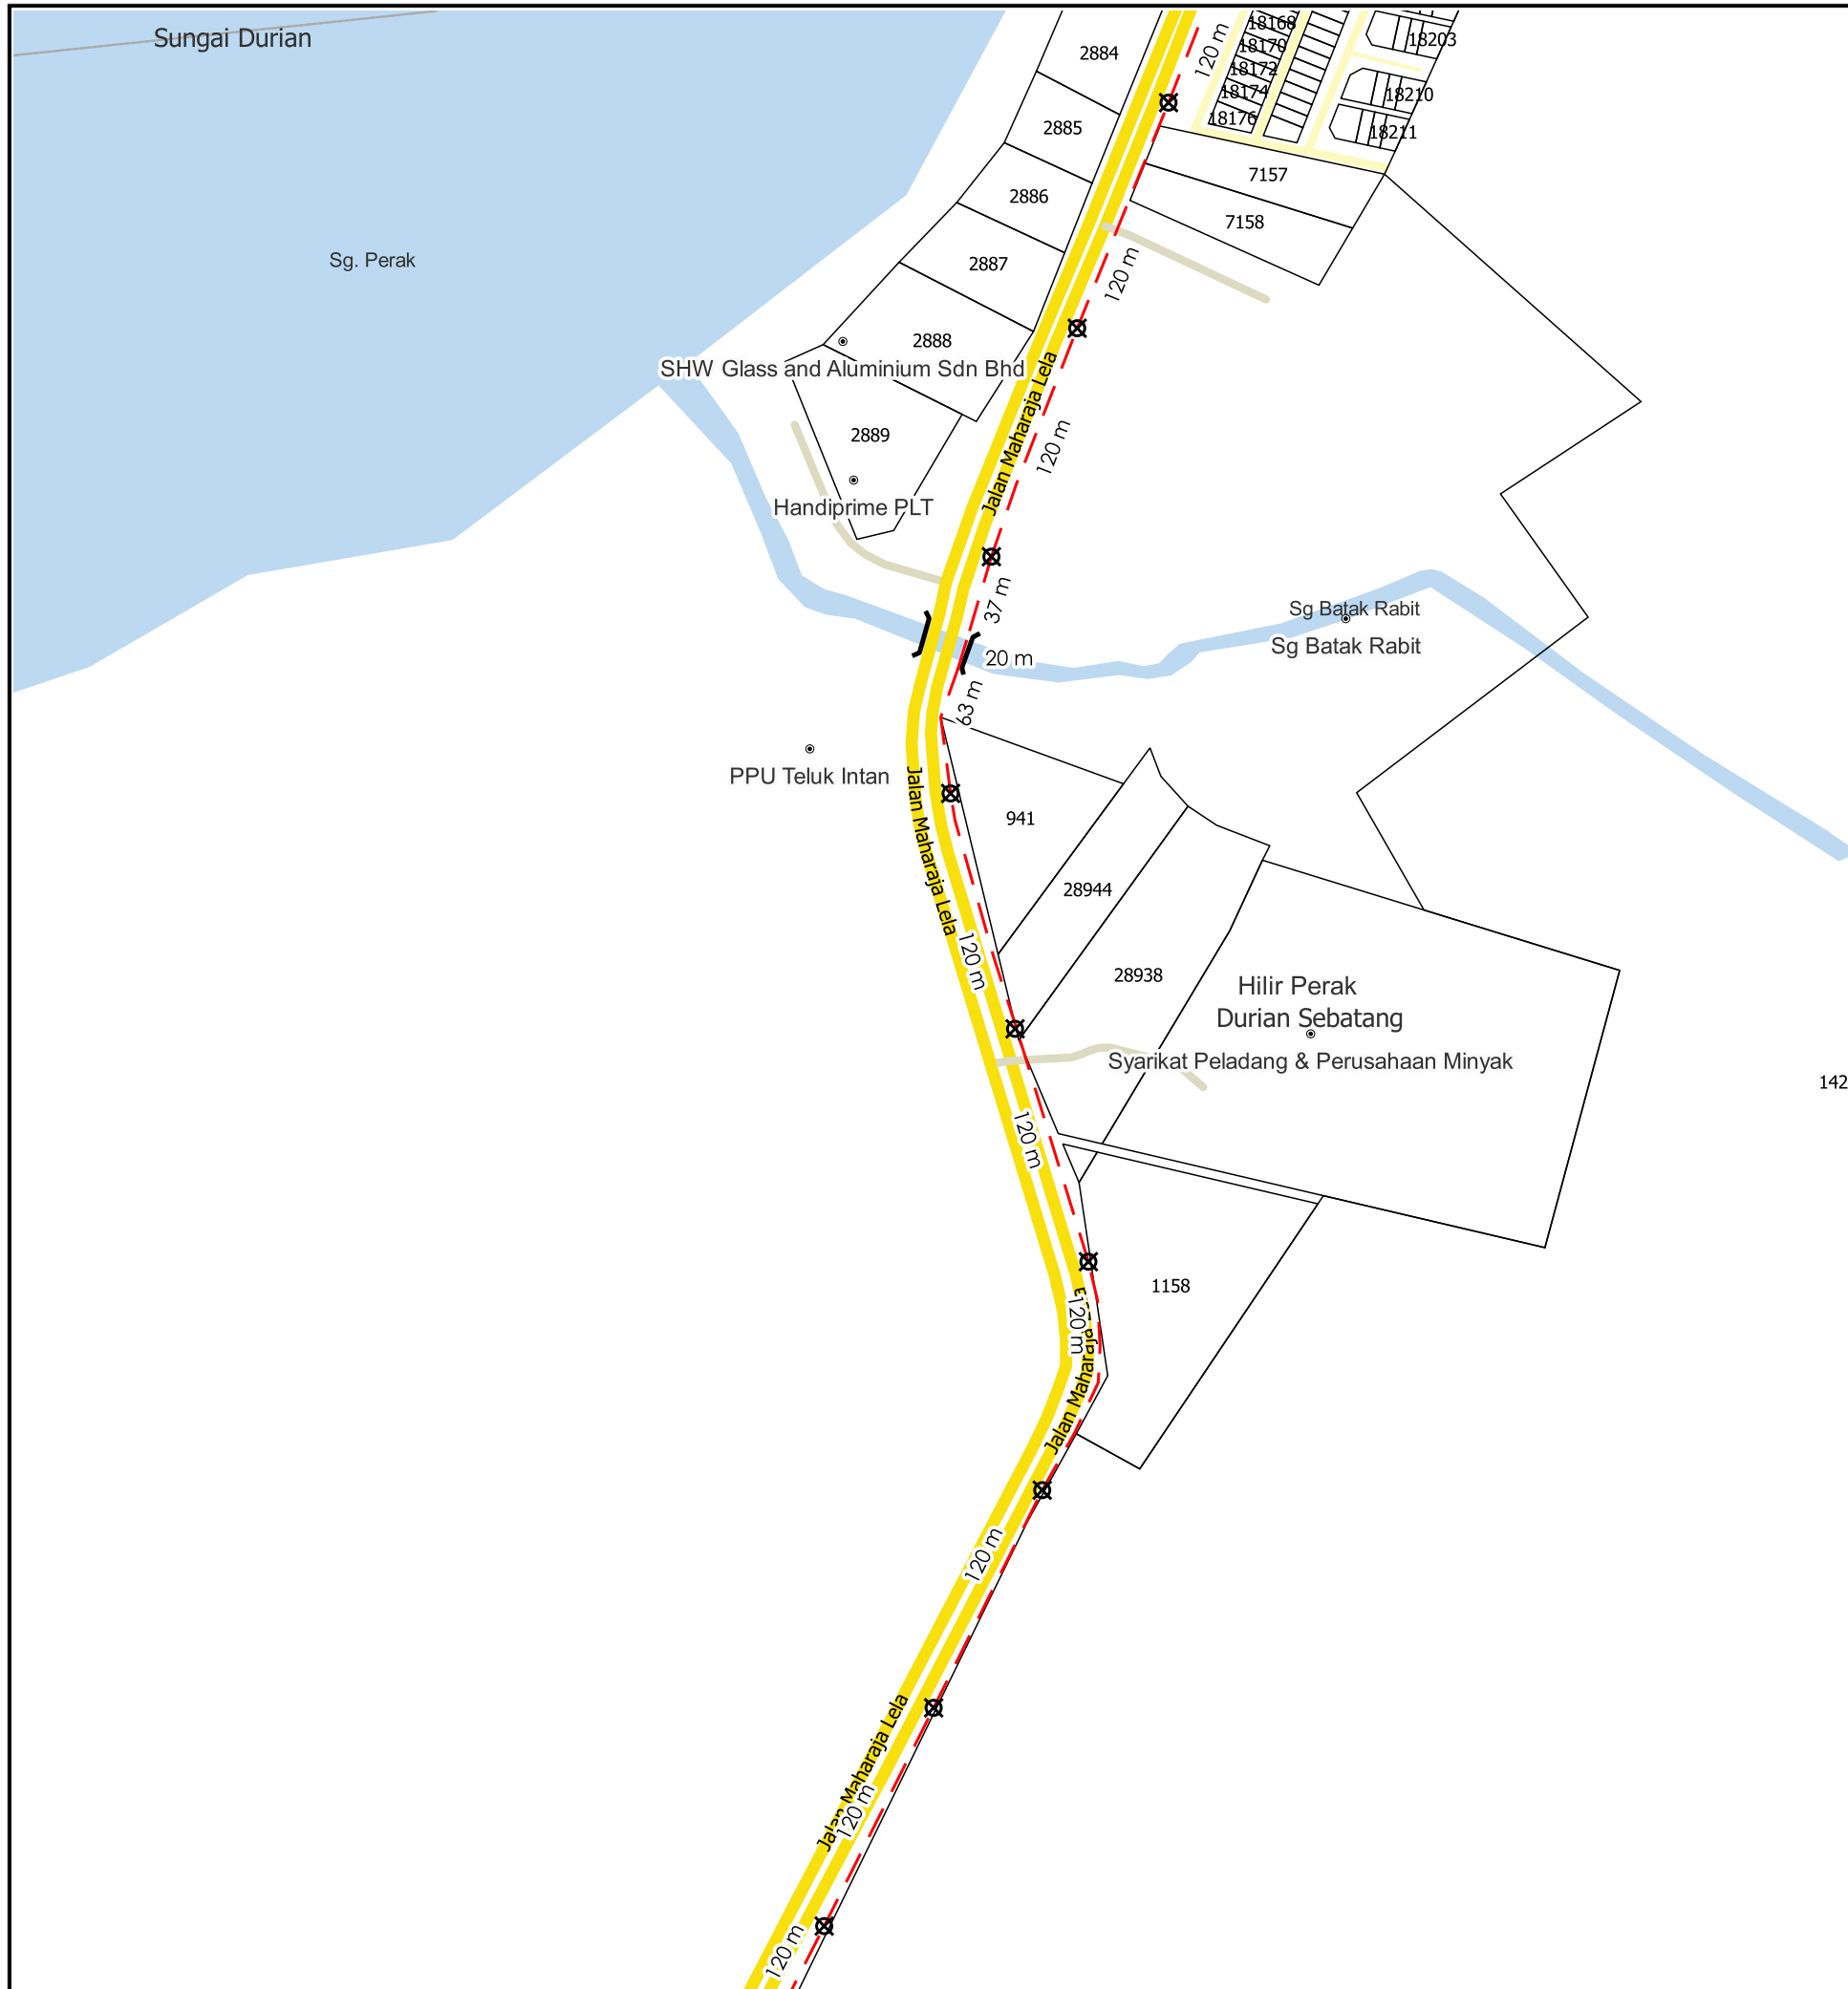 Sungai Durian
Sg. Perak
2884
120 m
18168
18170
18172
18174
18176
18203
18210
18211
2885
7157
2886
7158
2887
120 m
2888
SHW Glass and Aluminium Sdn Bhd
Jalan Maharaja Lela
120 m
2889
Handiprime PLT
37 m
Sg Batak Rabit
Sg Batak Rabit
20 m
63 m
PPU Teluk Intan
Jalan Maharaja Lela
941
28944
120 m
28938
Hilir Perak
Durian Sebatang
Syarikat Peladang & Perusahaan Minyak
142
120 m
1158
120 m
Jalan Maharaja Lela
120 m
Jalan Maharaja Lela
120 m
120 m